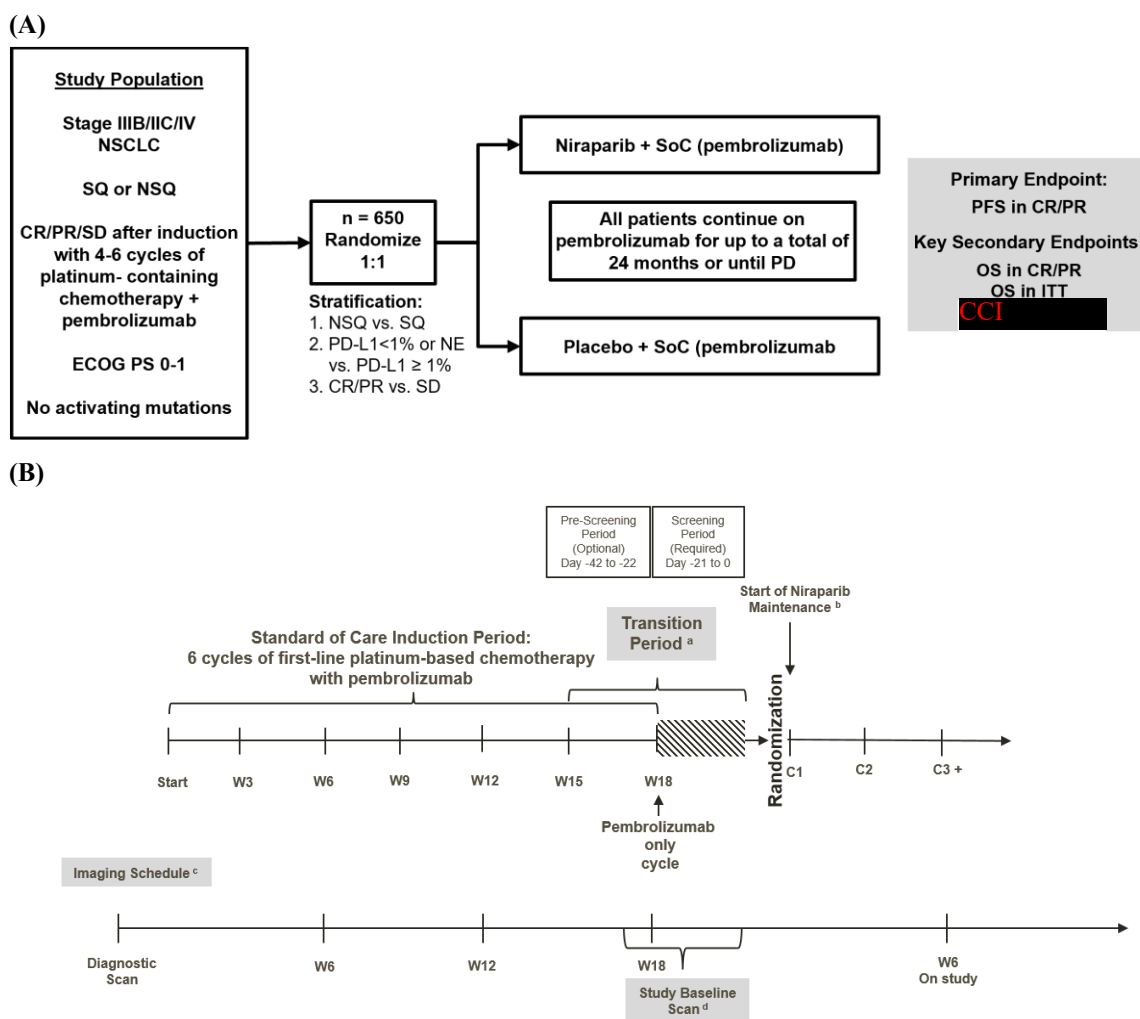 (A)
Study Population
Stage IIIB/IIC/IV
NSCLC
SQ or NSQ
CR/PR/SD after induction
with 4-6 cycles of
platinum- containing
chemotherapy +
pembrolizumab
ECOG PS 0-1
No activating mutations
n = 650
Randomize
1:1
Stratification:
1. NSQ vs. SQ
2. PD-L1<1% or NE
vs. PD-L1 ≥ 1%
3. CR/PR vs. SD
Niraparib + SoC (pembrolizumab)
All patients continue on
pembrolizumab for up to a total of
24 months or until PD
Placebo + SoC (pembrolizumab
Primary Endpoint:
PFS in CR/PR
Key Secondary Endpoints
OS in CR/PR
OS in ITT
CCI
(B)
Pre-Screening
Period
(Optional)
Day -42 to -22
Screening
Period
(Required)
Day -21 to 0
Standard of Care Induction Period:
6 cycles of first-line platinum-based chemotherapy
with pembrolizumab
Transition
Period a
Start of Niraparib
Maintenance b
Randomization
Start
W3
W6
W9
W12
W15
W18
C1
C2
C3 +
Pembrolizumab
only
cycle
Imaging Schedule c
Diagnostic
Scan
W6
W12
W18
W6
On study
Study Baseline
Scan d